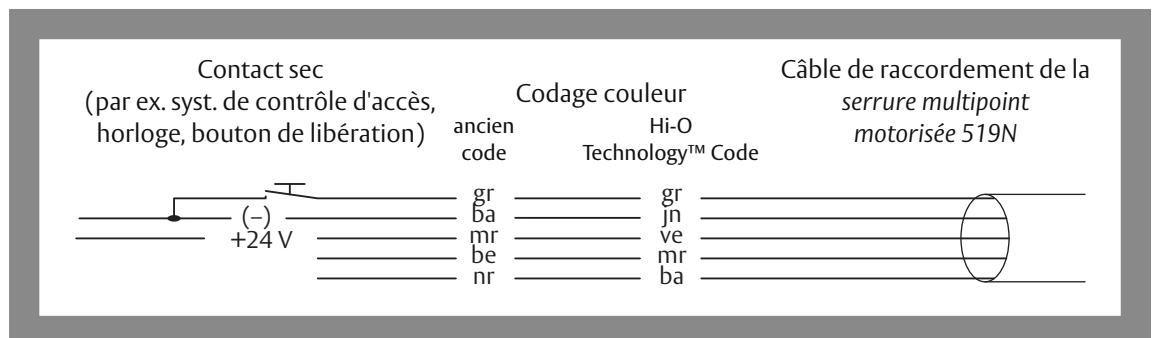 Contact sec
(par ex. syst. de contrôle d'accès,
horloge, bouton de libération)
Codage couleur
ancien
code
Hi-O
Technology™ Code
Câble de raccordement de la
serrure multipoint
motorisée 519N
gr gr
(–) ba jn
+24 V mr ve
be mr
nr ba